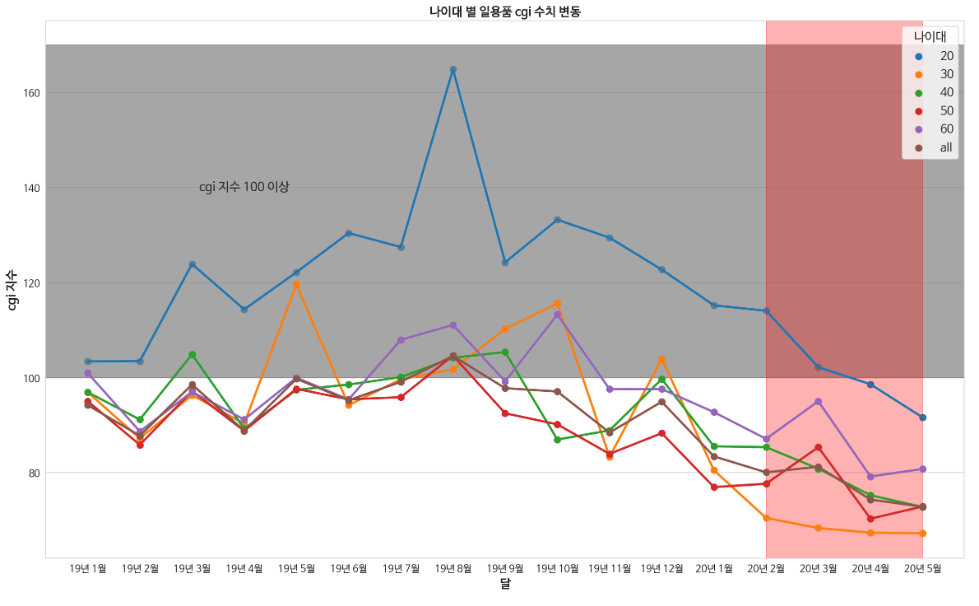 나이대 별 일용품 cgi 수치 변동
나이대
20
30
40
50
60
all
cgi 지수 100 이상
cgi 지수
160
140
120
100
80
19년 1월 19년 2월 19년 3월 19년 4월 19년 5월 19년 6월 19년 7월 19년 8월 19년 9월 19년 10월 19년 11월 19년 12월 20년 1월 20년 2월 20년 3월 20년 4월 20년 5월
달